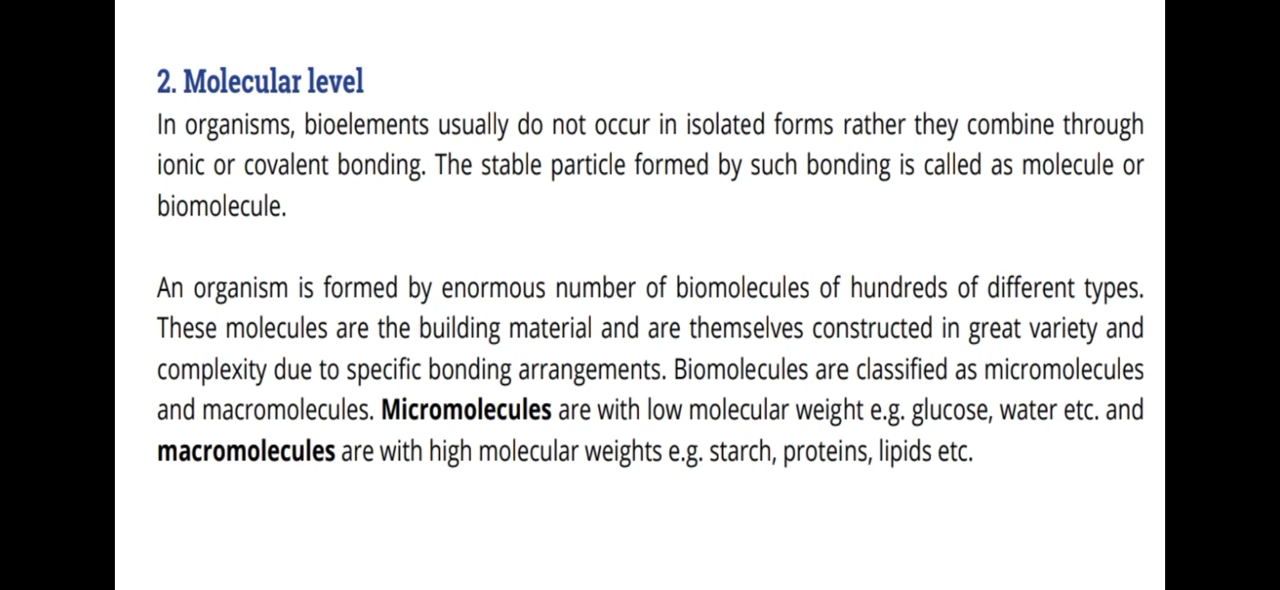 2. Molecular level
In organisms, bioelements usually do not occur in isolated forms rather they combine through
ionic or covalent bonding. The stable particle formed by such bonding is called as molecule or
biomolecule.
An organism is formed by enormous number of biomolecules of hundreds of different types.
These molecules are the building material and are themselves constructed in great variety and
complexity due to specific bonding arrangements. Biomolecules are classified as micromolecules
and macromolecules. Micromolecules are with low molecular weight e.g. glucose, water etc. and
macromolecules are with high molecular weights e.g. starch, proteins, lipids etc.